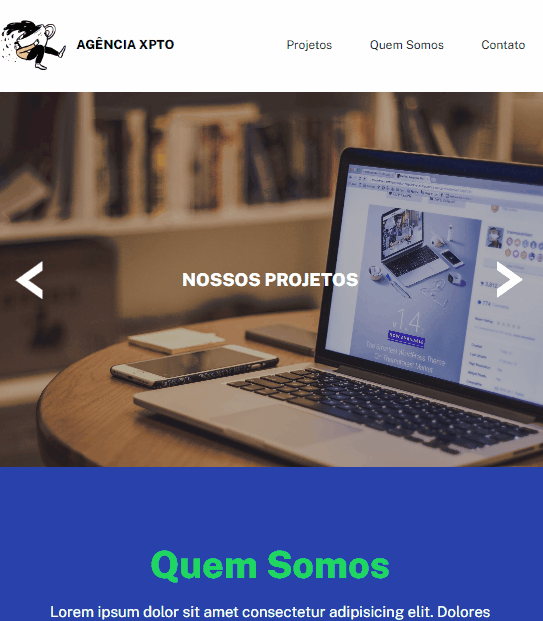 AGÊNCIA XPTO
Projetos
Quem Somos
Contato
NOSSOS PROJETOS
Quem Somos
Lorem ipsum dolor sit amet consectetur adipisicing elit. Dolores